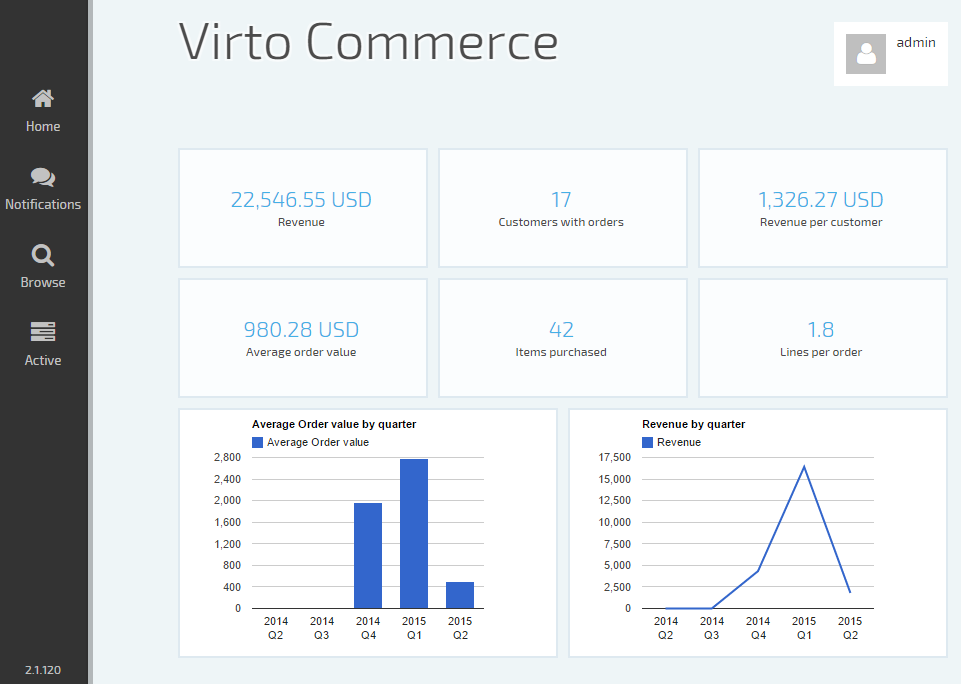 Virto Commerce
admin
Home
Notifications
Browse
Active
2.1.120
22,546.55 USD
Revenue
17
Customers with orders
1,326.27 USD
Revenue per customer
980.28 USD
Average order value
42
Items purchased
1.8
Lines per order
Average Order value by quarter
Average Order value
2,800
2,400
2,000
1,600
1,200
800
400
0
2014 2014 2014 2015 2015
Q2 Q3 Q4 Q1 Q2
Revenue by quarter
Revenue
17,500
15,000
12,500
10,000
7,500
5,000
2,500
0
2014 2014 2014 2015 2015
Q2 Q3 Q4 Q1 Q2